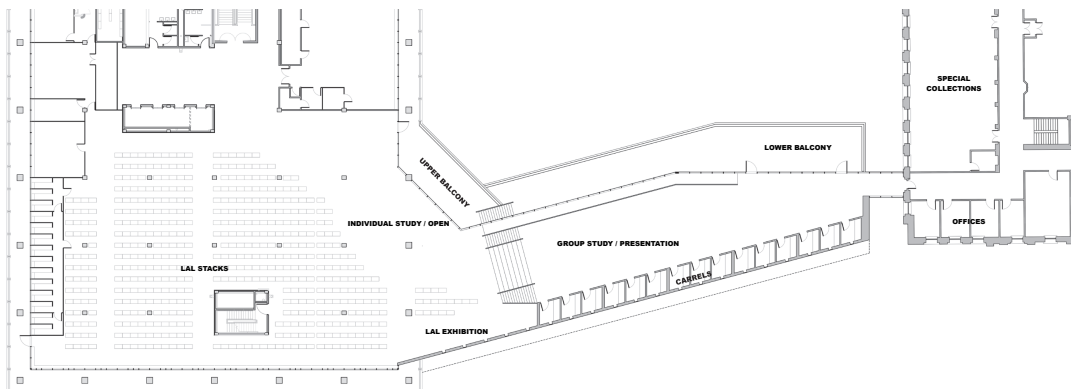 SPECIAL
COLLECTIONS
LOWER BALCONY
UPPER BALCONY
INDIVIDUAL STUDY / OPEN
OFFICES
GROUP STUDY / PRESENTATION
LAL STACKS
CARRELS
LAL EXHIBITION